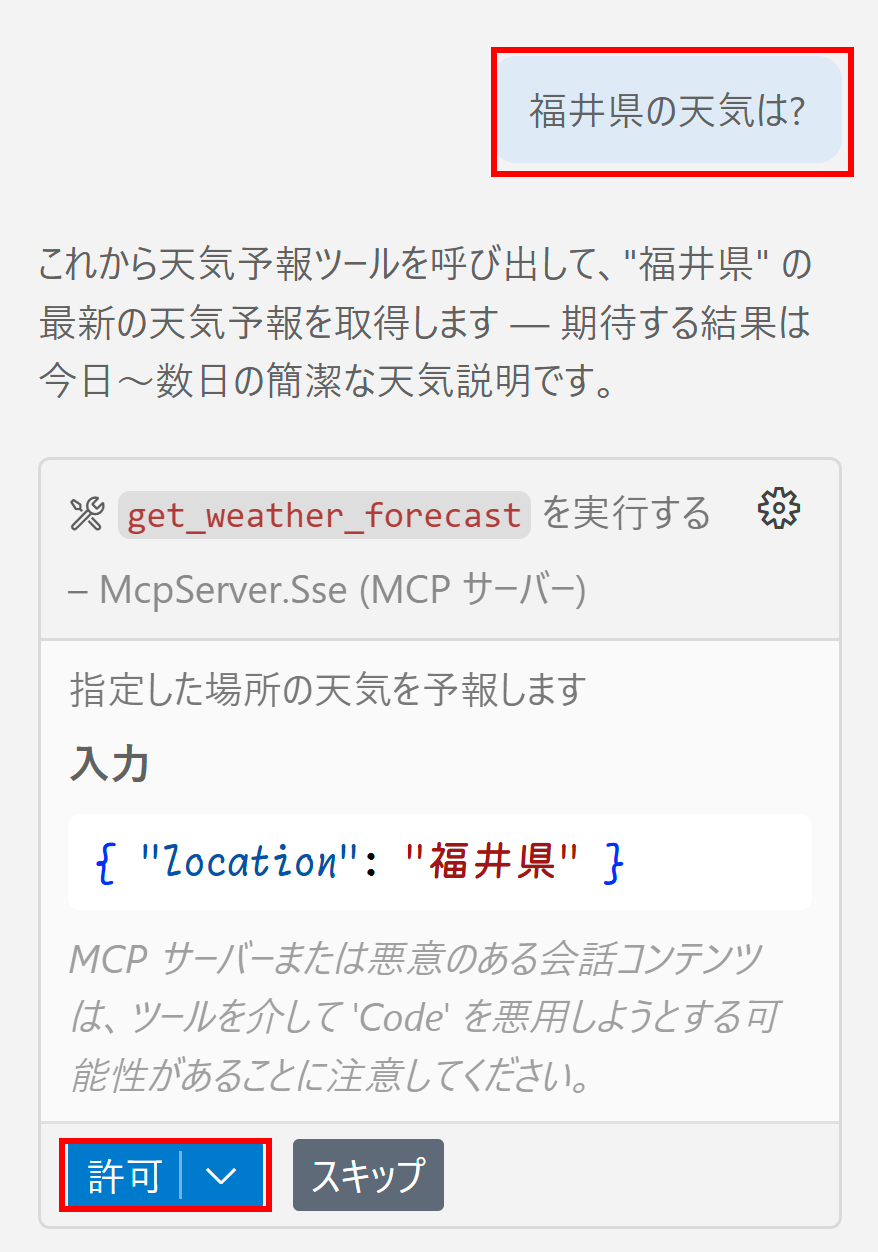 福井県の天気は?
これから天気予報ツールを呼び出して、"福井県" の
最新の天気予報を取得します — 期待する結果は
今日～数日の簡潔な天気説明です。
get_weather_forecast を実行する
– McpServer.Sse (MCP サーバー)
指定した場所の天気を予報します
入力
{ "location": "福井県" }
MCP サーバーまたは悪意のある会話コンテンツ
は、ツールを介して 'Code' を悪用しようとする可
能性があることに注意してください。
許可 スキップ